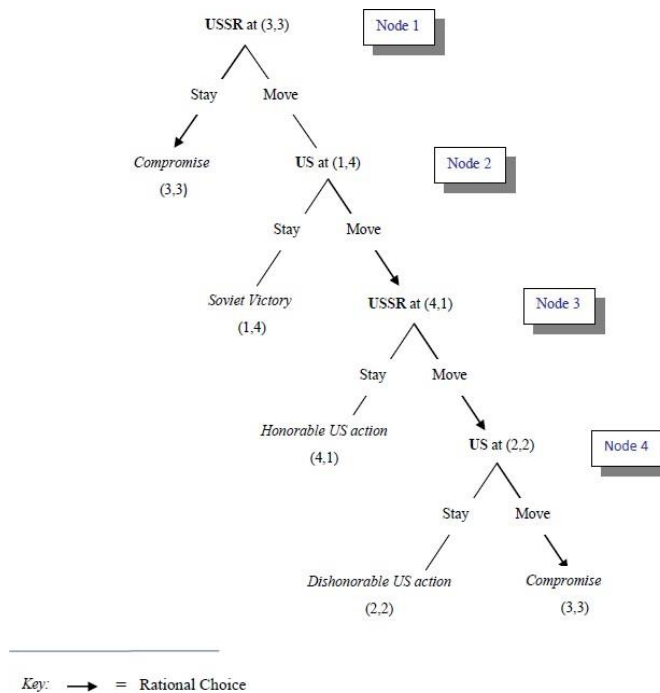 USSR at (3,3)
Node 1
Stay Move
Compromise
(3,3}
US at (1,4)
Node 2
Stay Move
Soviet Victory
(1,4)
USSR at (4,1)
Node 3
Stay Move
Honorable US action
(4,1)
US at (2,2)
Node 4
Stay Move
Dishonorable US action
(2,2)
Compromise
(3,3)
Key: = Rational Choice